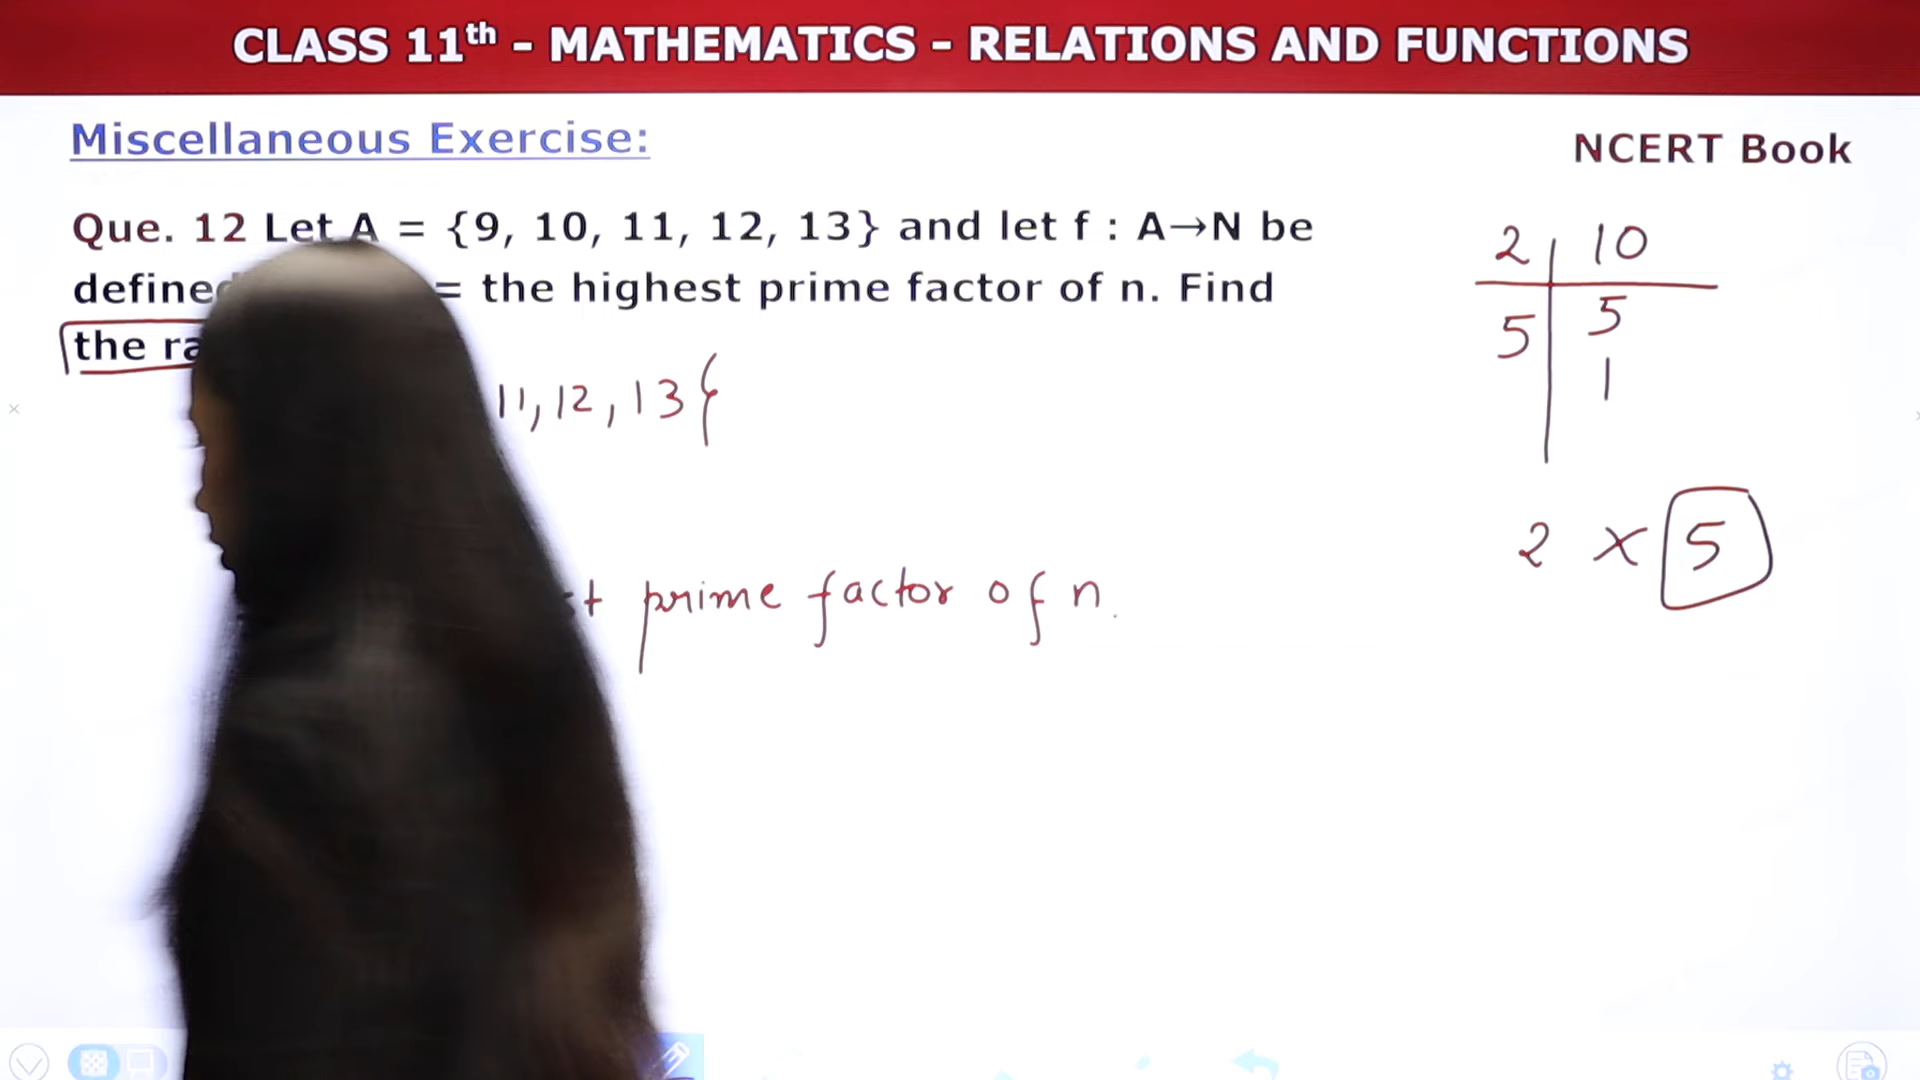 CLASS 11th – MATHEMATICS – RELATIONS AND FUNCTIONS
Miscellaneous Exercise:
NCERT Book
Que. 12 Let A = {9, 10, 11, 12, 13} and let f : A→N be
= the highest prime factor of n. Find
the
11, 12, 13}
prime factor of n.
2 | 10
5 | 5
1
2 × 5